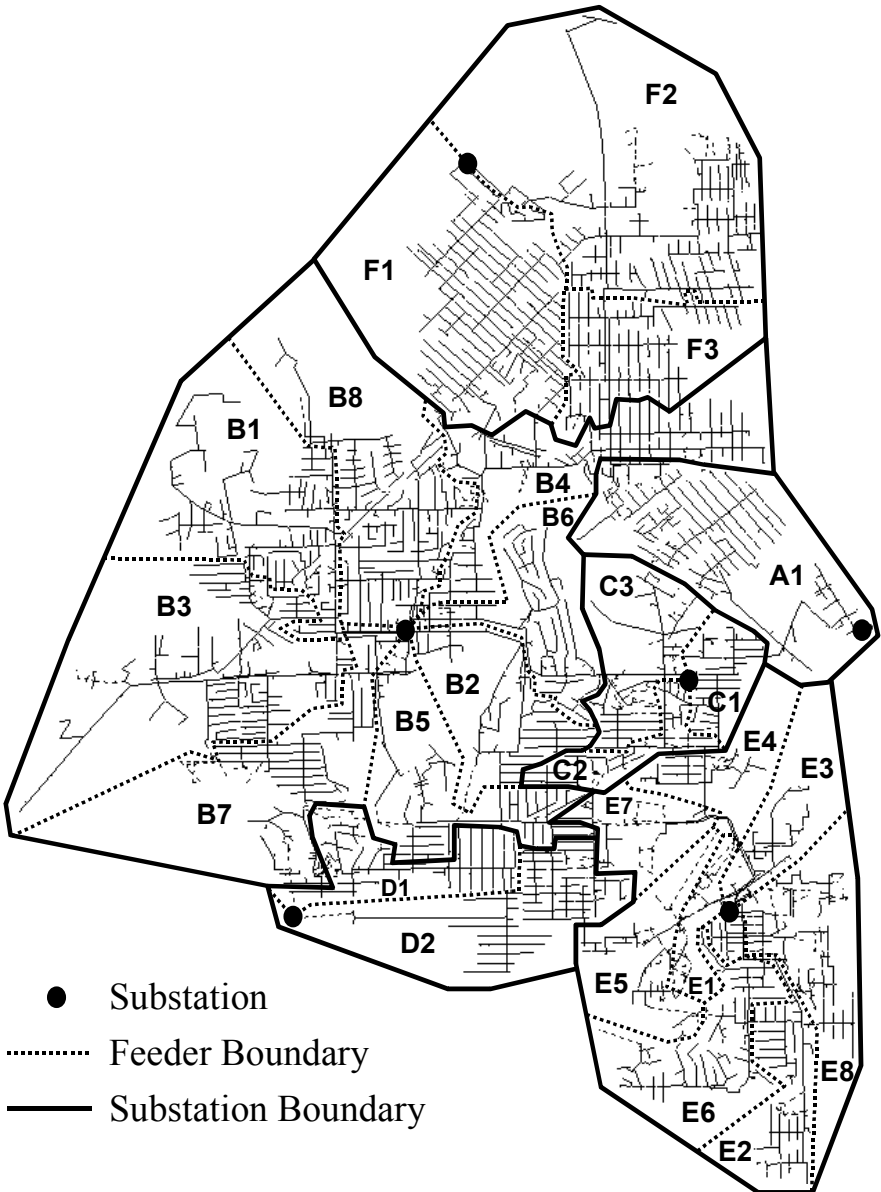 F2
F1
F3
B8
B1
B4
B6
A1
C3
B3
B2
C1
B5
E4
E3
C2
E7
B7
D1
D2
E5
E1
E8
E6
E2
Substation
Feeder Boundary
Substation Boundary